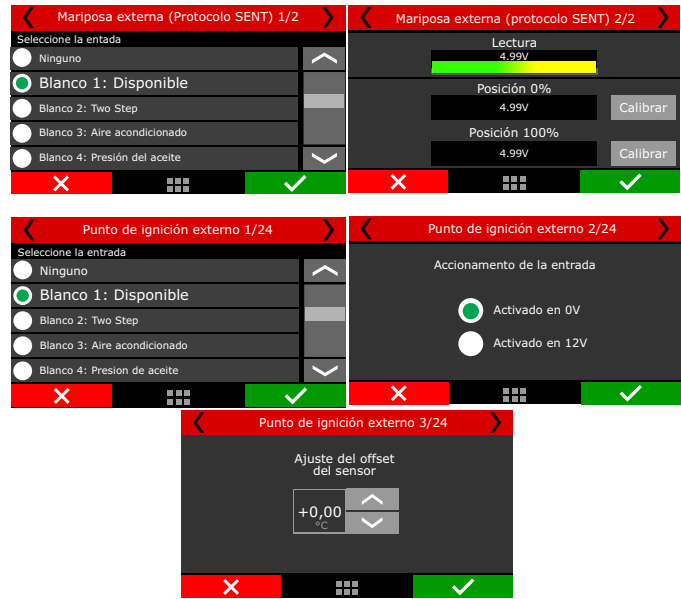 Mariposa externa (Protocolo SENT) 1/2
Seleccione la entada
Ninguno
Blanco 1: Disponible
Blanco 2: Two Step
Blanco 3: Aire acondicionado
Blanco 4: Presión del aceite
Mariposa externa (protocolo SENT) 2/2
Lectura
4.99V
Posición 0%
4.99V
Calibrar
Posición 100%
4.99V
Calibrar
Punto de ignición externo 1/24
Seleccione la entrada
Ninguno
Blanco 1: Disponible
Blanco 2: Two Step
Blanco 3: Aire acondicionado
Blanco 4: Presion de aceite
Punto de ignición externo 2/24
Accionamento de la entrada
Activado en 0V
Activado en 12V
Punto de ignición externo 3/24
Ajuste del offset
del sensor
+0,00
°C